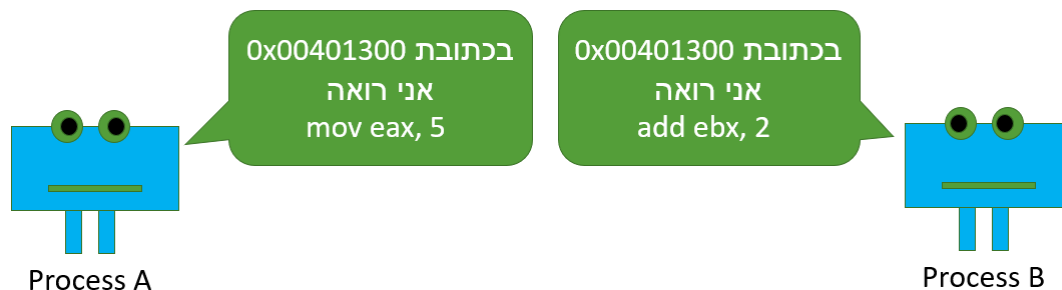 בכתובת 0x00401300
אני רואה
mov eax, 5
בכתובת 0x00401300
אני רואה
add ebx, 2
Process A
Process B